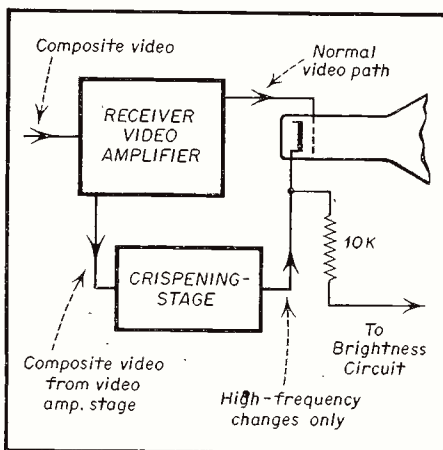 Composite video
Normal
video path
RECEIVER
VIDEO
AMPLIFIER
10K
CRISPENING-
STAGE
To
Brightness
Circuit
Composite video
from video
amp. stage
High-frequency
changes only